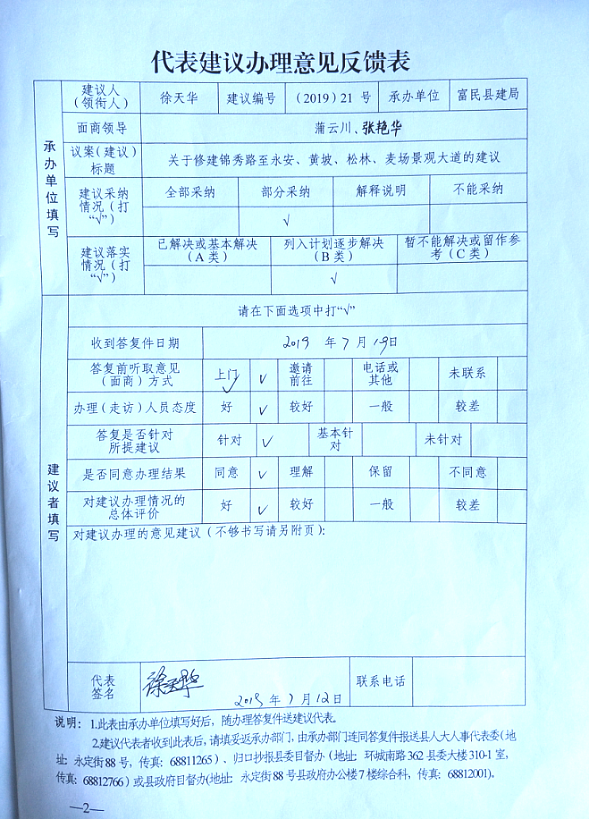 代表建议办理意见反馈表
建议人（领衔人） 徐天华 建议编号 （2019）21 号 承办单位 富民县建局
面商领导 蒲云川、张艳华
议案（建议）标题 关于修建锦秀路至永安、黄坡、松林、麦场景观大道的建议
承办单位填写
建议采纳情况（打“√”） 全部采纳 部分采纳 解释说明 不能采纳
√
建议落实情况（打“√”） 已解决或基本解决（A 类） 列入计划逐步解决（B 类） 暂不能解决或留作参考（C 类）
√
请在下面选项中打“√”
收到答复件日期 2019 年 7 月 19日
答复前听取意见（面商）方式 上门 √ 邀请前往 电话或其他 未联系
办理（走访）人员态度 好 √ 较好 一般 较差
答复是否针对所提建议 针对 √ 基本针对 未针对
建议者填写
是否同意办理结果 同意 √ 理解 保留 不同意
对建议办理情况的总体评价 好 √ 较好 一般 较差
对建议办理的意见建议（不够书写请另附页）：
代表签名 徐天华 联系电话
2019 年 7 月 12 日
说明：1.此表由承办单位填写好后，随办理答复件送建议代表。
2.建议代表者收到此表后，请填妥返承办部门，由承办部门连同答复件报送县人大人事代表委（地
址：永定街 88 号，传真：68811265）、归口抄报县委目督办（地址：环城南路 362 县委大楼 310-1 室，
传真：68812766）或县政府目督办(地址：永定街 88 号县政府办公楼 7 楼综合科，传真：68812001)。
—2—